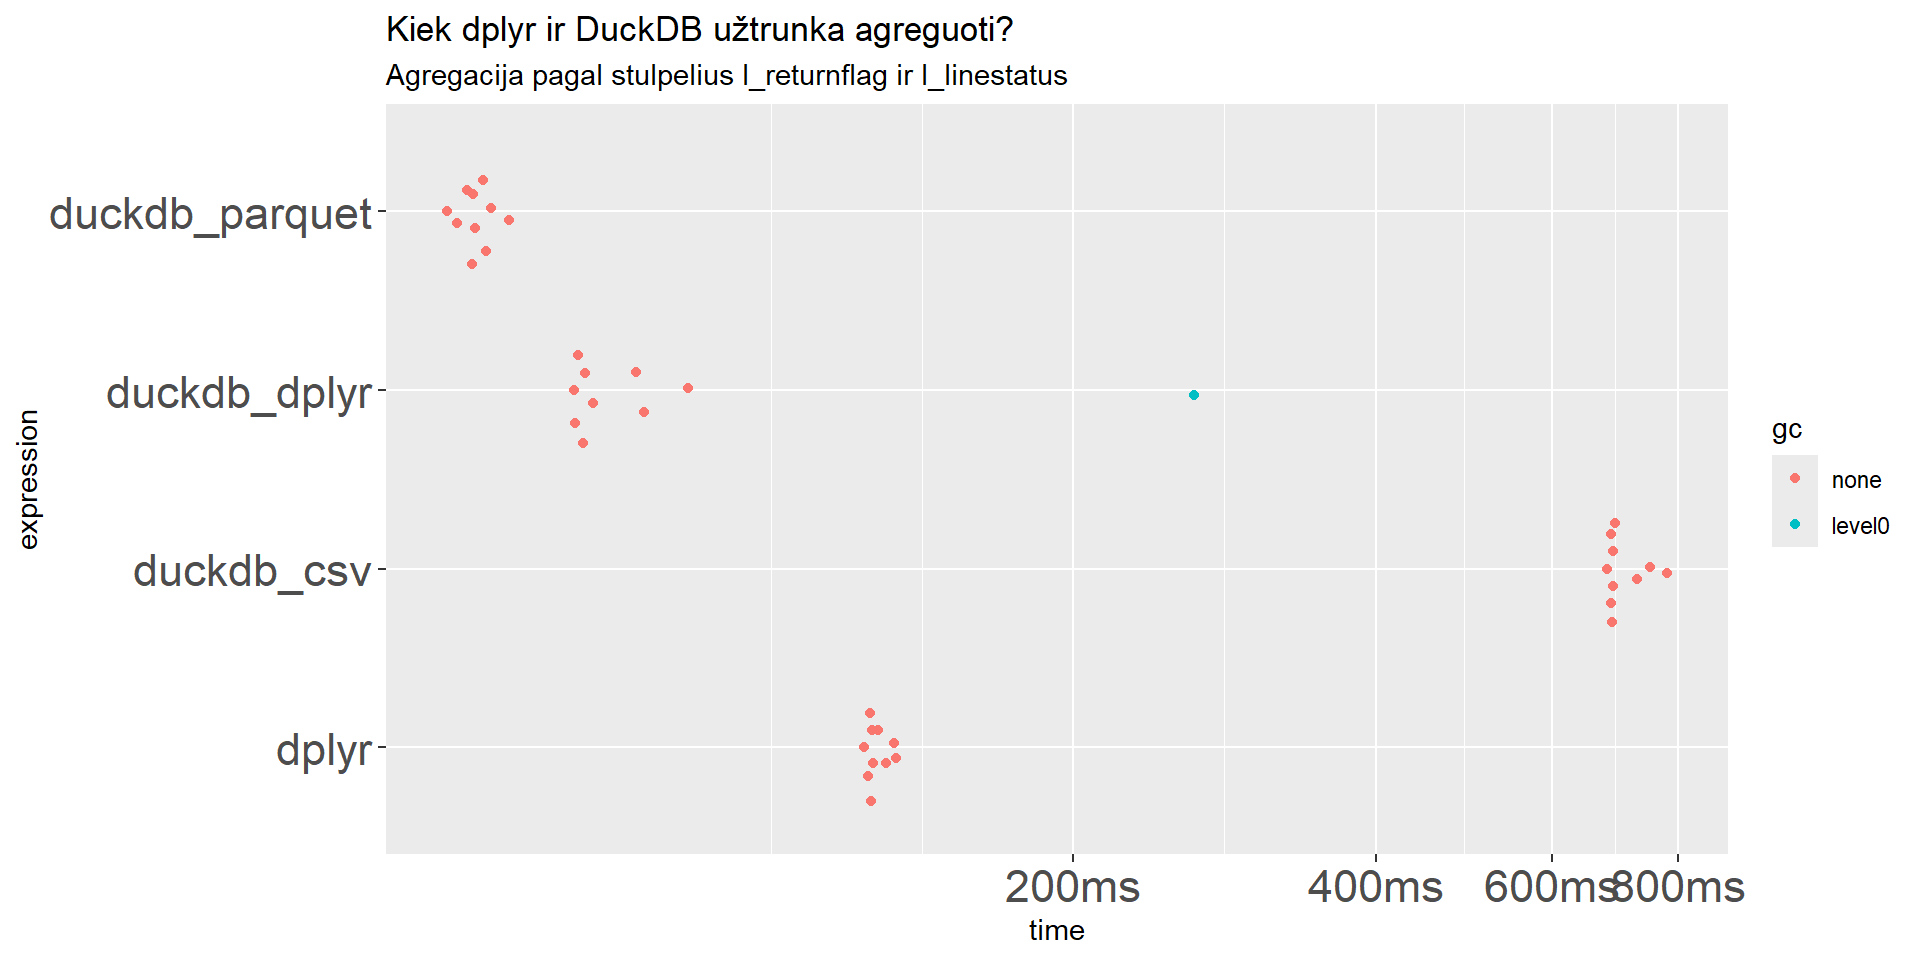 Kiek dplyr ir DuckDB užtrunka agreguoti?
Agregacija pagal stulpelius l_returnflag ir l_linestatus
duckdb_parquet
duckdb_dplyr
duckdb_csv
dplyr
expression
200ms
400ms
600ms
800ms
time
gc
none
level0